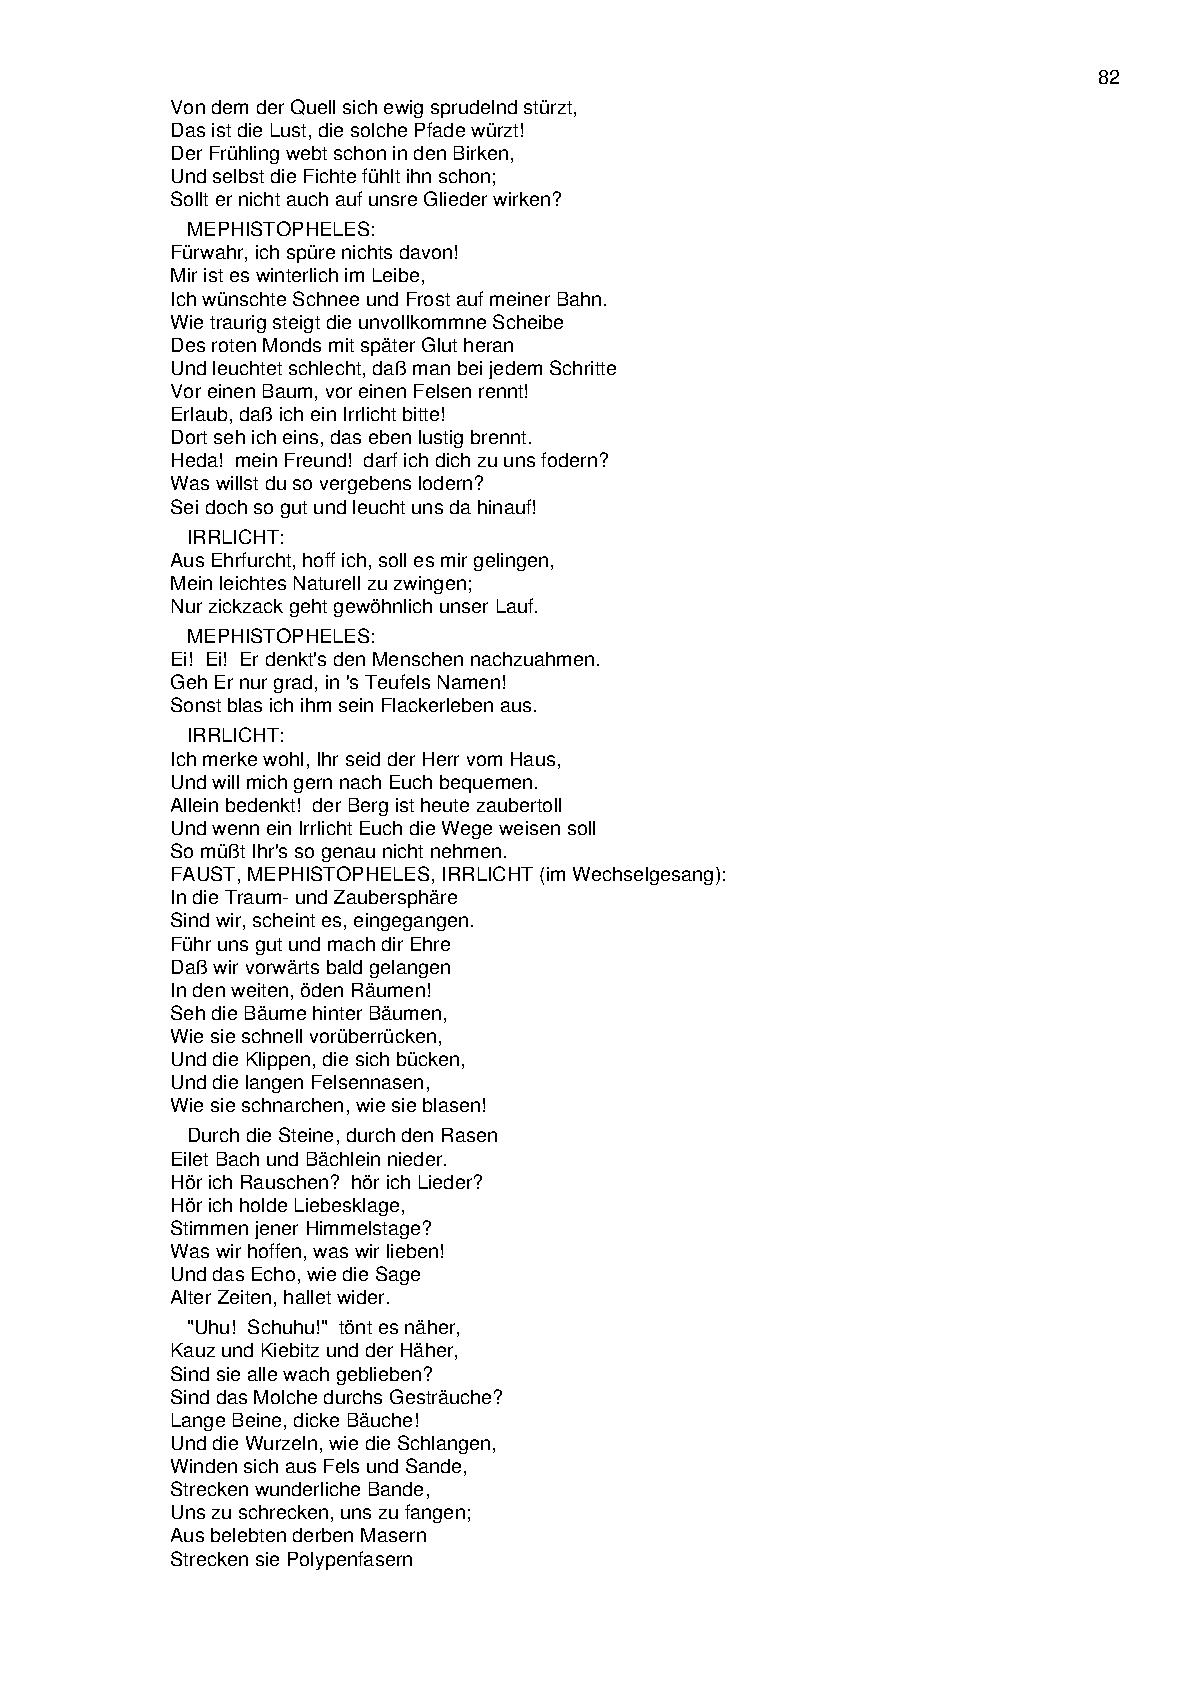 82
Von dem der Quell sich ewig sprudelnd stürzt,
Das ist die Lust, die solche Pfade würzt!
Der Frühling webt schon in den Birken,
Und selbst die Fichte fühlt ihn schon;
Sollt er nicht auch auf unsre Glieder wirken?
MEPHISTOPHELES:
Fürwahr, ich spüre nichts davon!
Mir ist es winterlich im Leibe,
Ich wünschte Schnee und Frost auf meiner Bahn.
Wie traurig steigt die unvollkommne Scheibe
Des roten Monds mit später Glut heran
Und leuchtet schlecht, daß man bei jedem Schritte
Vor einen Baum, vor einen Felsen rennt!
Erlaub, daß ich ein Irrlicht bitte!
Dort seh ich eins, das eben lustig brennt.
Heda!  mein Freund!  darf ich dich zu uns fodern?
Was willst du so vergebens lodern?
Sei doch so gut und leucht uns da hinauf!
IRRLICHT:
Aus Ehrfurcht, hoff ich, soll es mir gelingen,
Mein leichtes Naturell zu zwingen;
Nur zickzack geht gewöhnlich unser Lauf.
MEPHISTOPHELES:
Ei!  Ei!  Er denkt's den Menschen nachzuahmen.
Geh Er nur grad, in 's Teufels Namen!
Sonst blas ich ihm sein Flackerleben aus.
IRRLICHT:
Ich merke wohl, Ihr seid der Herr vom Haus,
Und will mich gern nach Euch bequemen.
Allein bedenkt!  der Berg ist heute zaubertoll
Und wenn ein Irrlicht Euch die Wege weisen soll
So müßt Ihr's so genau nicht nehmen.
FAUST, MEPHISTOPHELES, IRRLICHT (im Wechselgesang):
In die Traum- und Zaubersphäre
Sind wir, scheint es, eingegangen.
Führ uns gut und mach dir Ehre
Daß wir vorwärts bald gelangen
In den weiten, öden Räumen!
Seh die Bäume hinter Bäumen,
Wie sie schnell vorüberrücken,
Und die Klippen, die sich bücken,
Und die langen Felsennasen,
Wie sie schnarchen, wie sie blasen!
Durch die Steine, durch den Rasen
Eilet Bach und Bächlein nieder.
Hör ich Rauschen?  hör ich Lieder?
Hör ich holde Liebesklage,
Stimmen jener Himmelstage?
Was wir hoffen, was wir lieben!
Und das Echo, wie die Sage
Alter Zeiten, hallet wider.
"Uhu!  Schuhu!"  tönt es näher,
Kauz und Kiebitz und der Häher,
Sind sie alle wach geblieben?
Sind das Molche durchs Gesträuche?
Lange Beine, dicke Bäuche!
Und die Wurzeln, wie die Schlangen,
Winden sich aus Fels und Sande,
Strecken wunderliche Bande,
Uns zu schrecken, uns zu fangen;
Aus belebten derben Masern
Strecken sie Polypenfasern